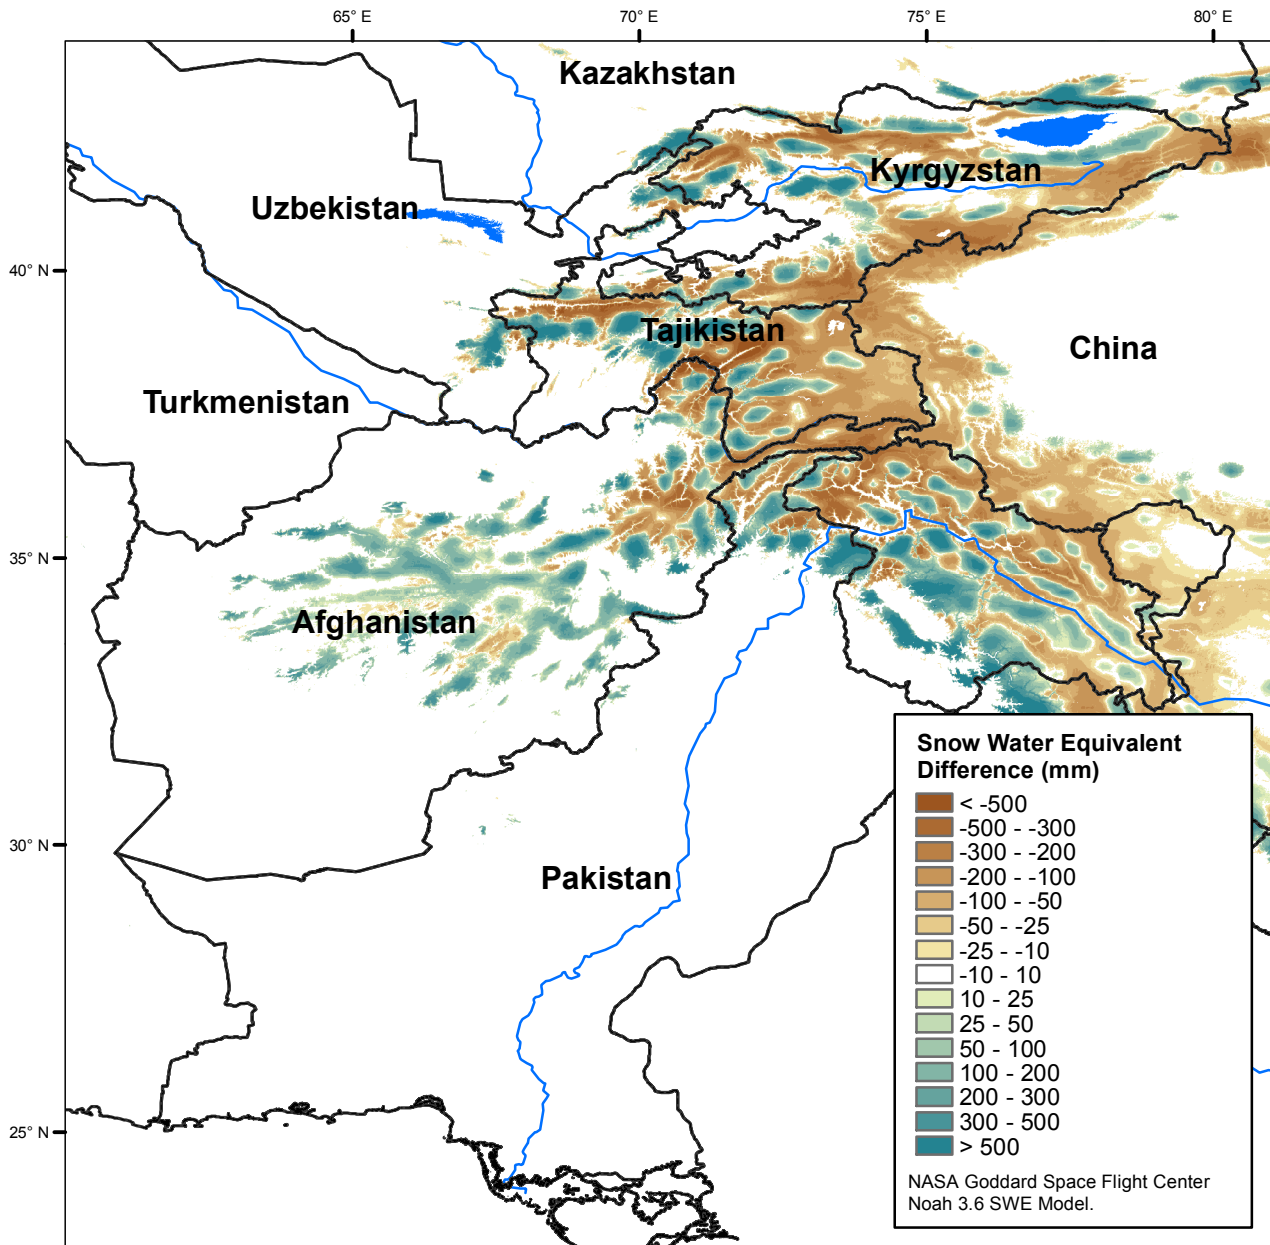 65° E
70° E
75° E
80° E
Kazakhstan
Kyrgyzstan
Uzbekistan
40° N
Tajikistan
China
Turkmenistan
35° N
Afghanistan
Snow Water Equivalent
Difference (mm)
< -500
-500 - -300
-300 - -200
-200 - -100
-100 - -50
-50 - -25
-25 - -10
-10 - 10
10 - 25
25 - 50
50 - 100
100 - 200
200 - 300
300 - 500
> 500
30° N
Pakistan
25° N
NASA Goddard Space Flight Center
Noah 3.6 SWE Model.